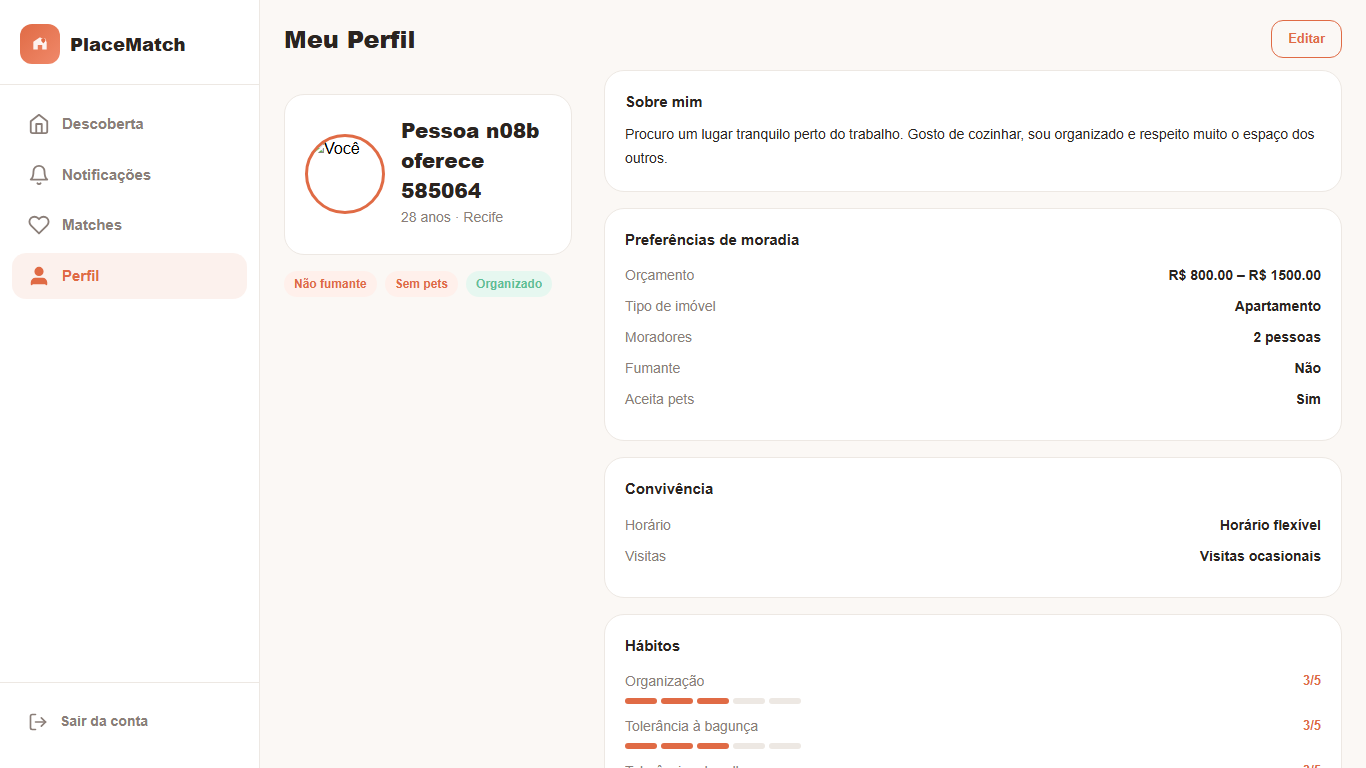 PlaceMatch
Descoberta
Notificações
Matches
Perfil
Sair da conta
Meu Perfil
Editar
Você
Pessoa n08b
oferece
585064
28 anos · Recife
Não fumante
Sem pets
Organizado
Sobre mim
Procuro um lugar tranquilo perto do trabalho. Gosto de cozinhar, sou organizado e respeito muito o espaço dos
outros.
Preferências de moradia
Orçamento R$ 800.00 – R$ 1500.00
Tipo de imóvel Apartamento
Moradores 2 pessoas
Fumante Não
Aceita pets Sim
Convivência
Horário Horário flexível
Visitas Visitas ocasionais
Hábitos
Organização 3/5
Tolerância à bagunça 3/5